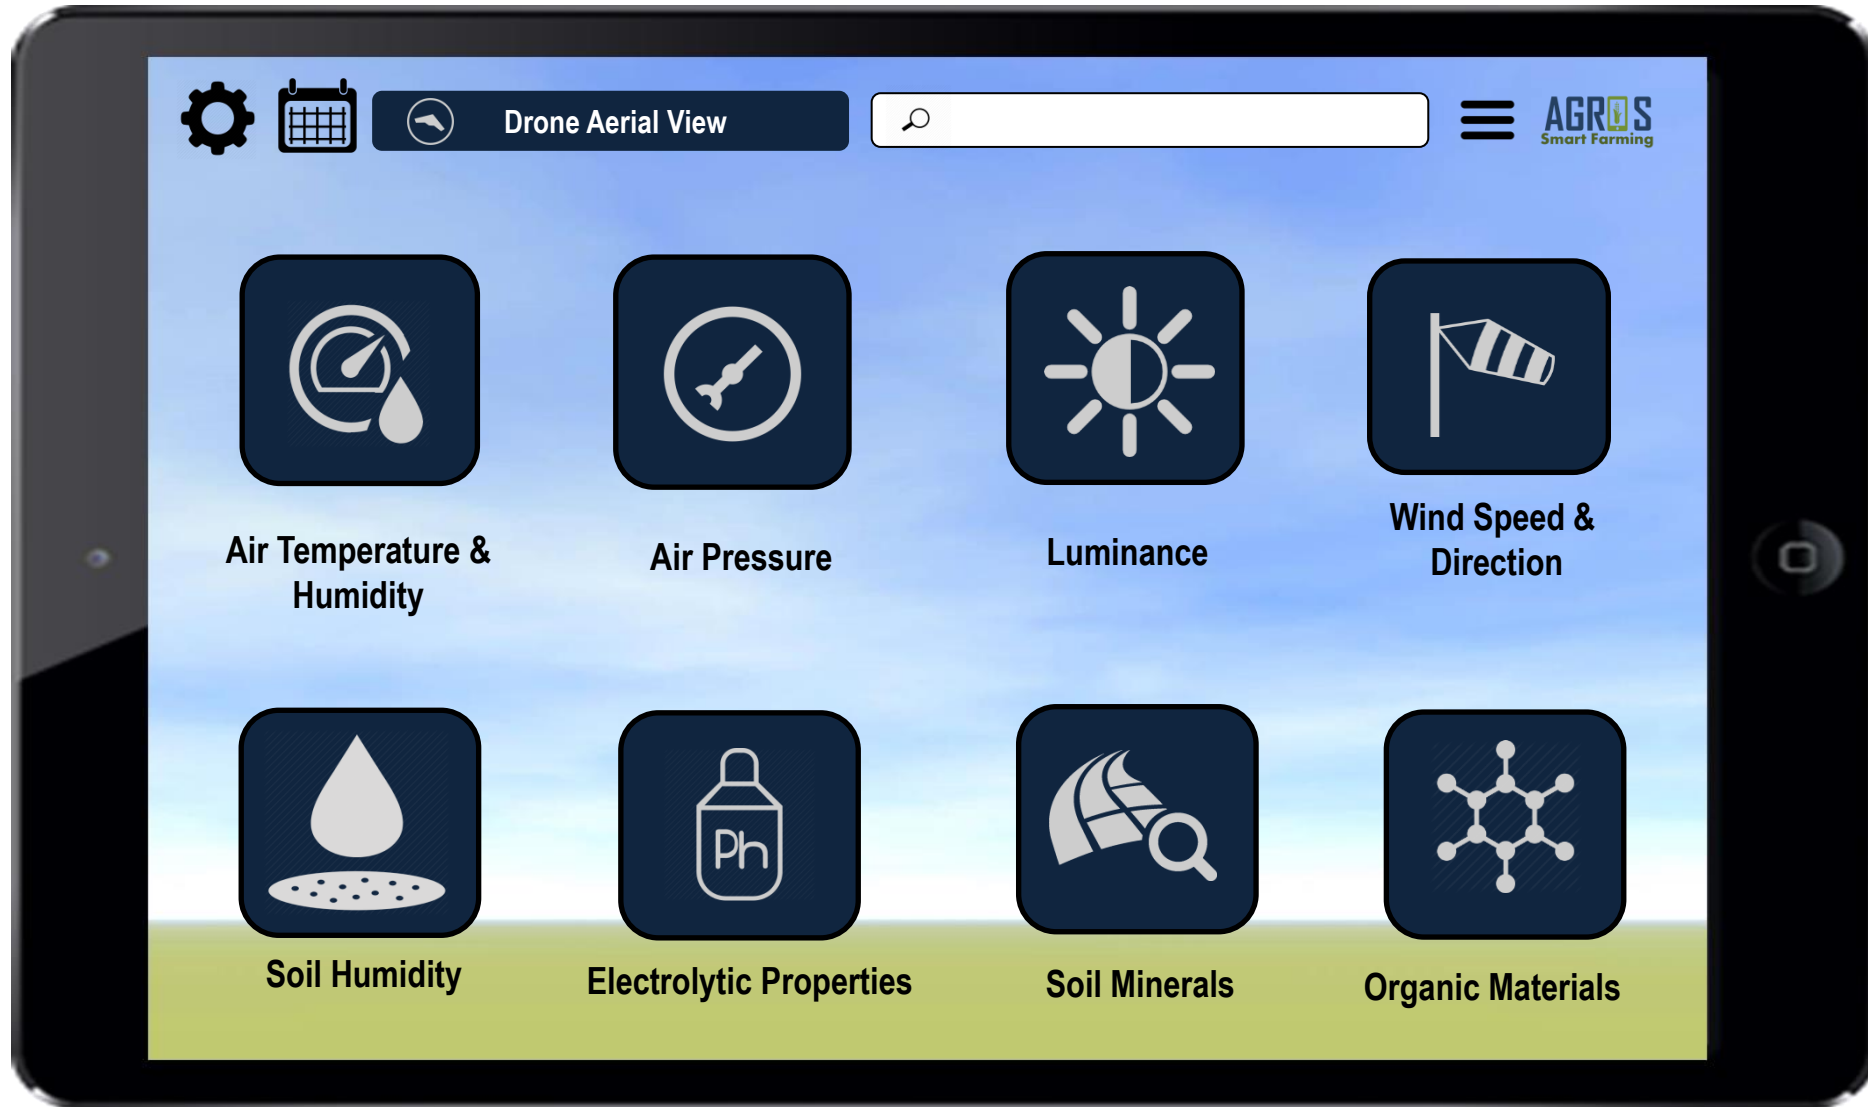 Drone Aerial View
AGROS
Smart Farming
Air Temperature &
Humidity
Air Pressure
Luminance
Wind Speed &
Direction
Ph
Soil Humidity
Electrolytic Properties
Soil Minerals
Organic Materials